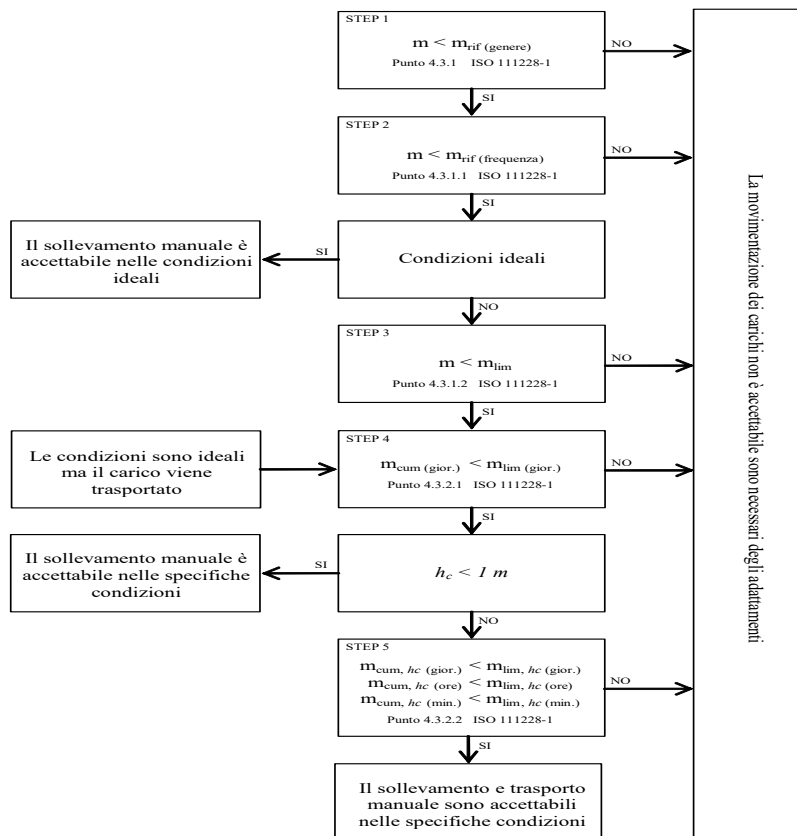 STEP 1
m < mrif (genere)
Punto 4.3.1 ISO 111228-1
NO
SI
STEP 2
m < mrif (frequenza)
Punto 4.3.1.1 ISO 111228-1
NO
SI
Il sollevamento manuale è
accettabile nelle condizioni
ideali
SI
Condizioni ideali
NO
STEP 3
m < mlim
Punto 4.3.1.2 ISO 111228-1
NO
SI
Le condizioni sono ideali
ma il carico viene
trasportato
STEP 4
mcum (gior.) < mlim (gior.)
Punto 4.3.2.1 ISO 111228-1
NO
SI
Il sollevamento manuale è
accettabile nelle specifiche
condizioni
SI
hc < 1 m
NO
STEP 5
mcum, hc (gior.) < mlim, hc (gior.)
mcum, hc (ore) < mlim, hc (ore)
mcum, hc (min.) < mlim, hc (min.)
Punto 4.3.2.2 ISO 111228-1
NO
SI
Il sollevamento e trasporto
manuale sono accettabili
nelle specifiche condizioni
La movimentazione dei carichi non è accettabile sono necessari degli adattamenti